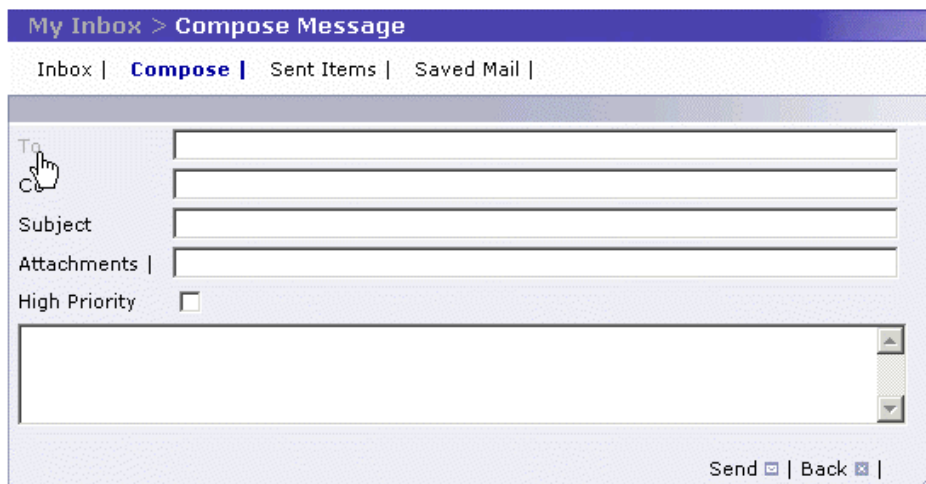 My Inbox > Compose Message
Inbox | Compose | Sent Items | Saved Mail |
To
Subject
Attachments |
High Priority
Send | Back |